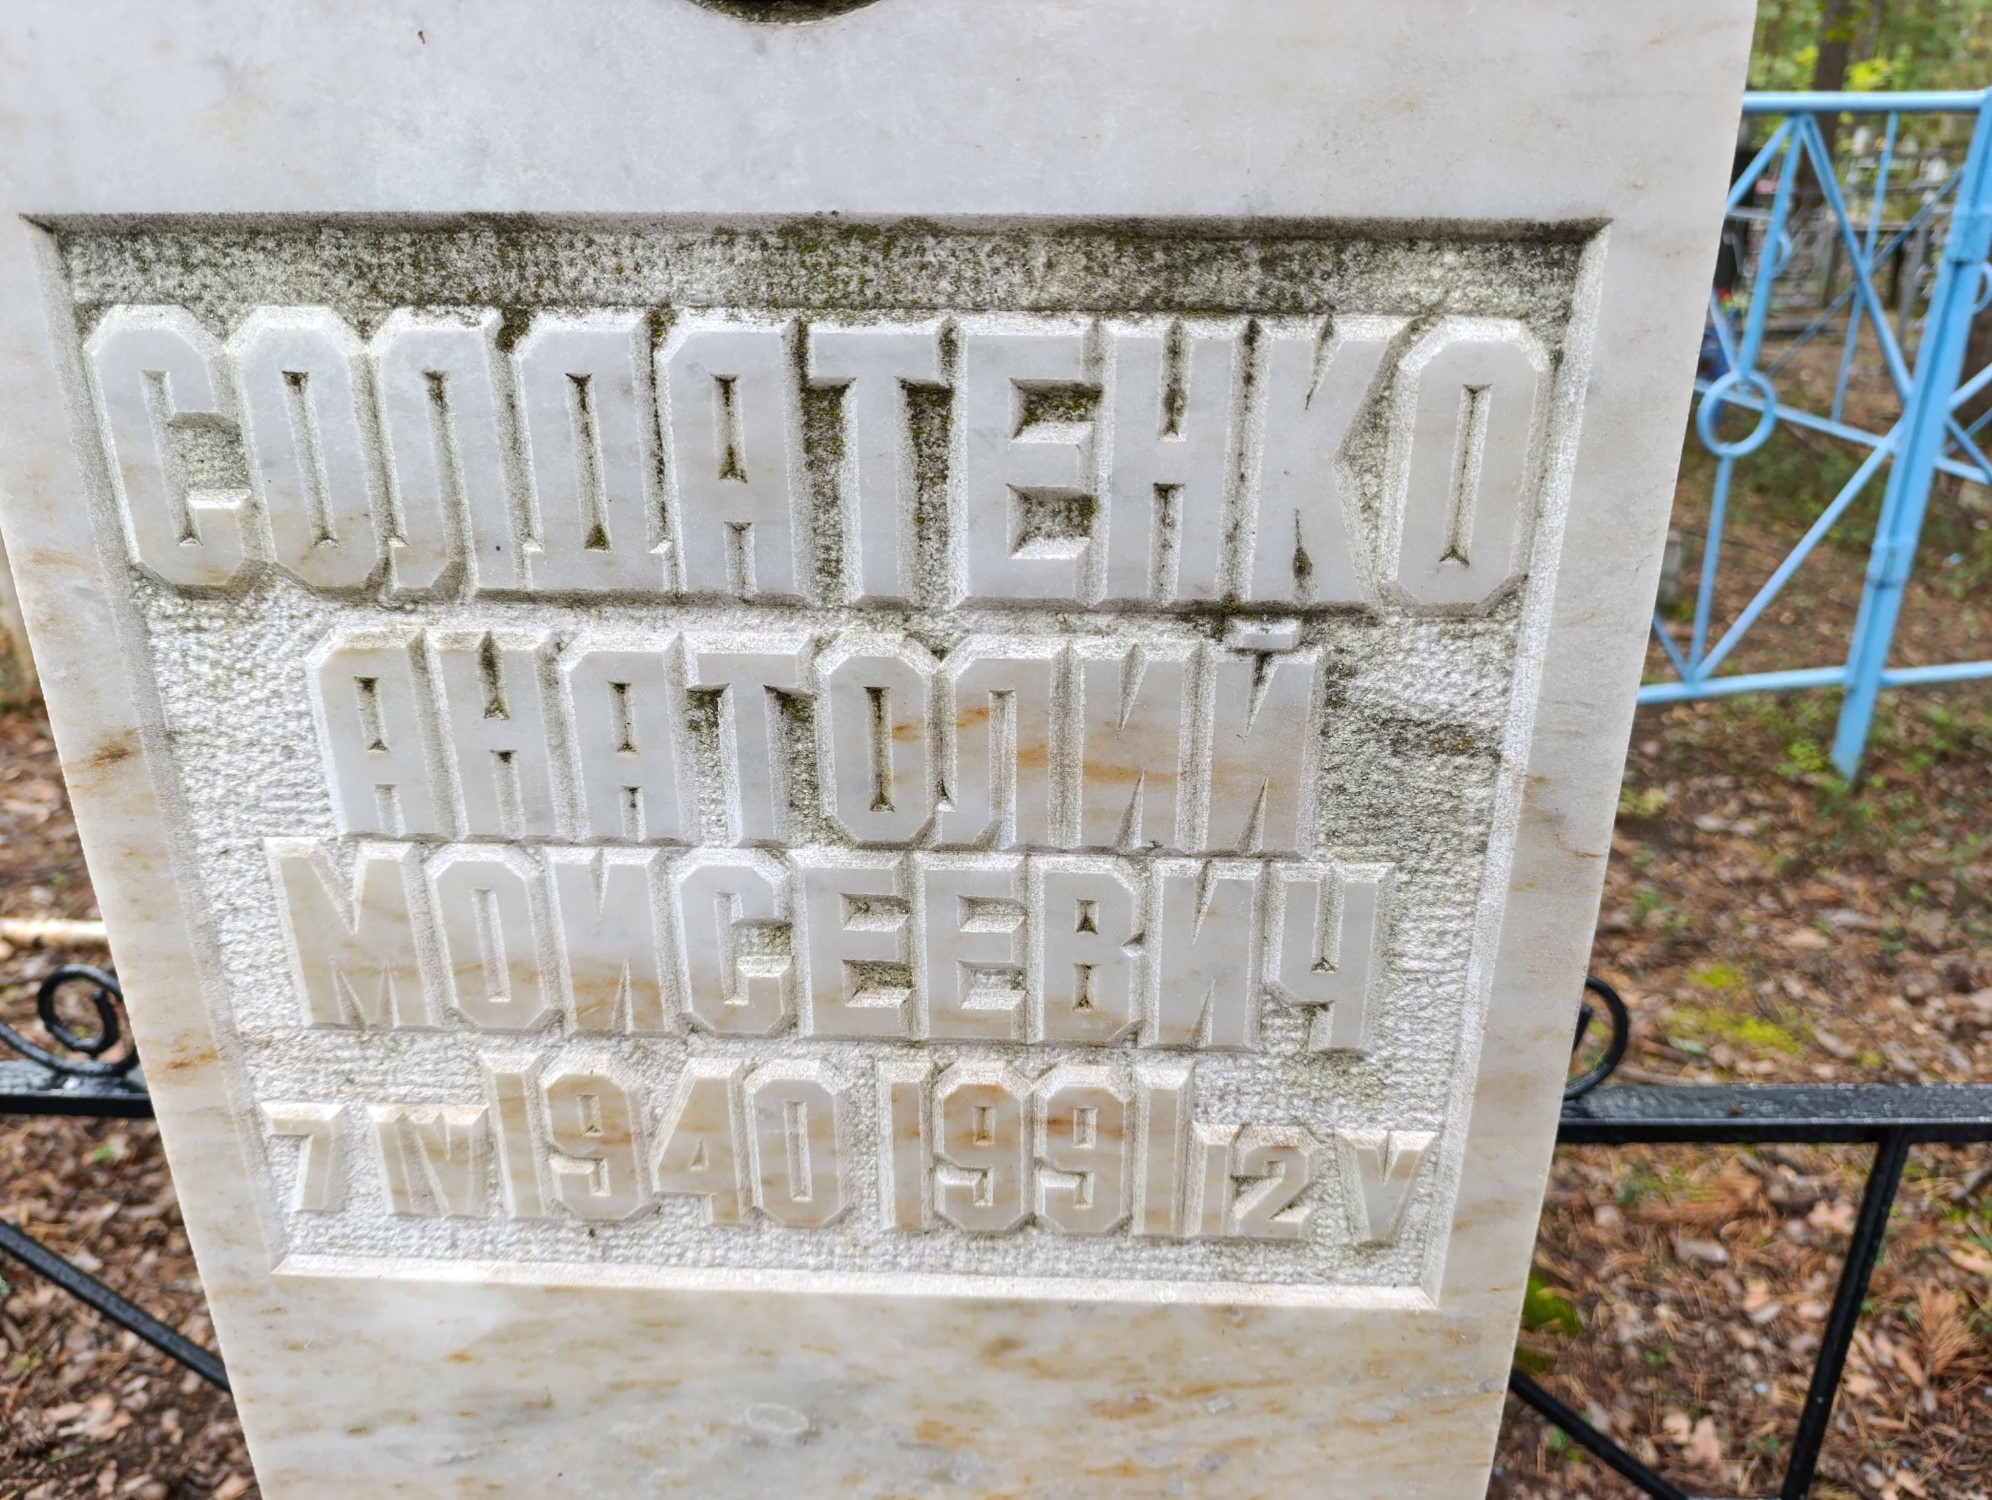 СОЛДАТЕНКО
АНАТОЛИЙ
МОИСЕЕВИЧ
7 IV 1940 1991 12 V